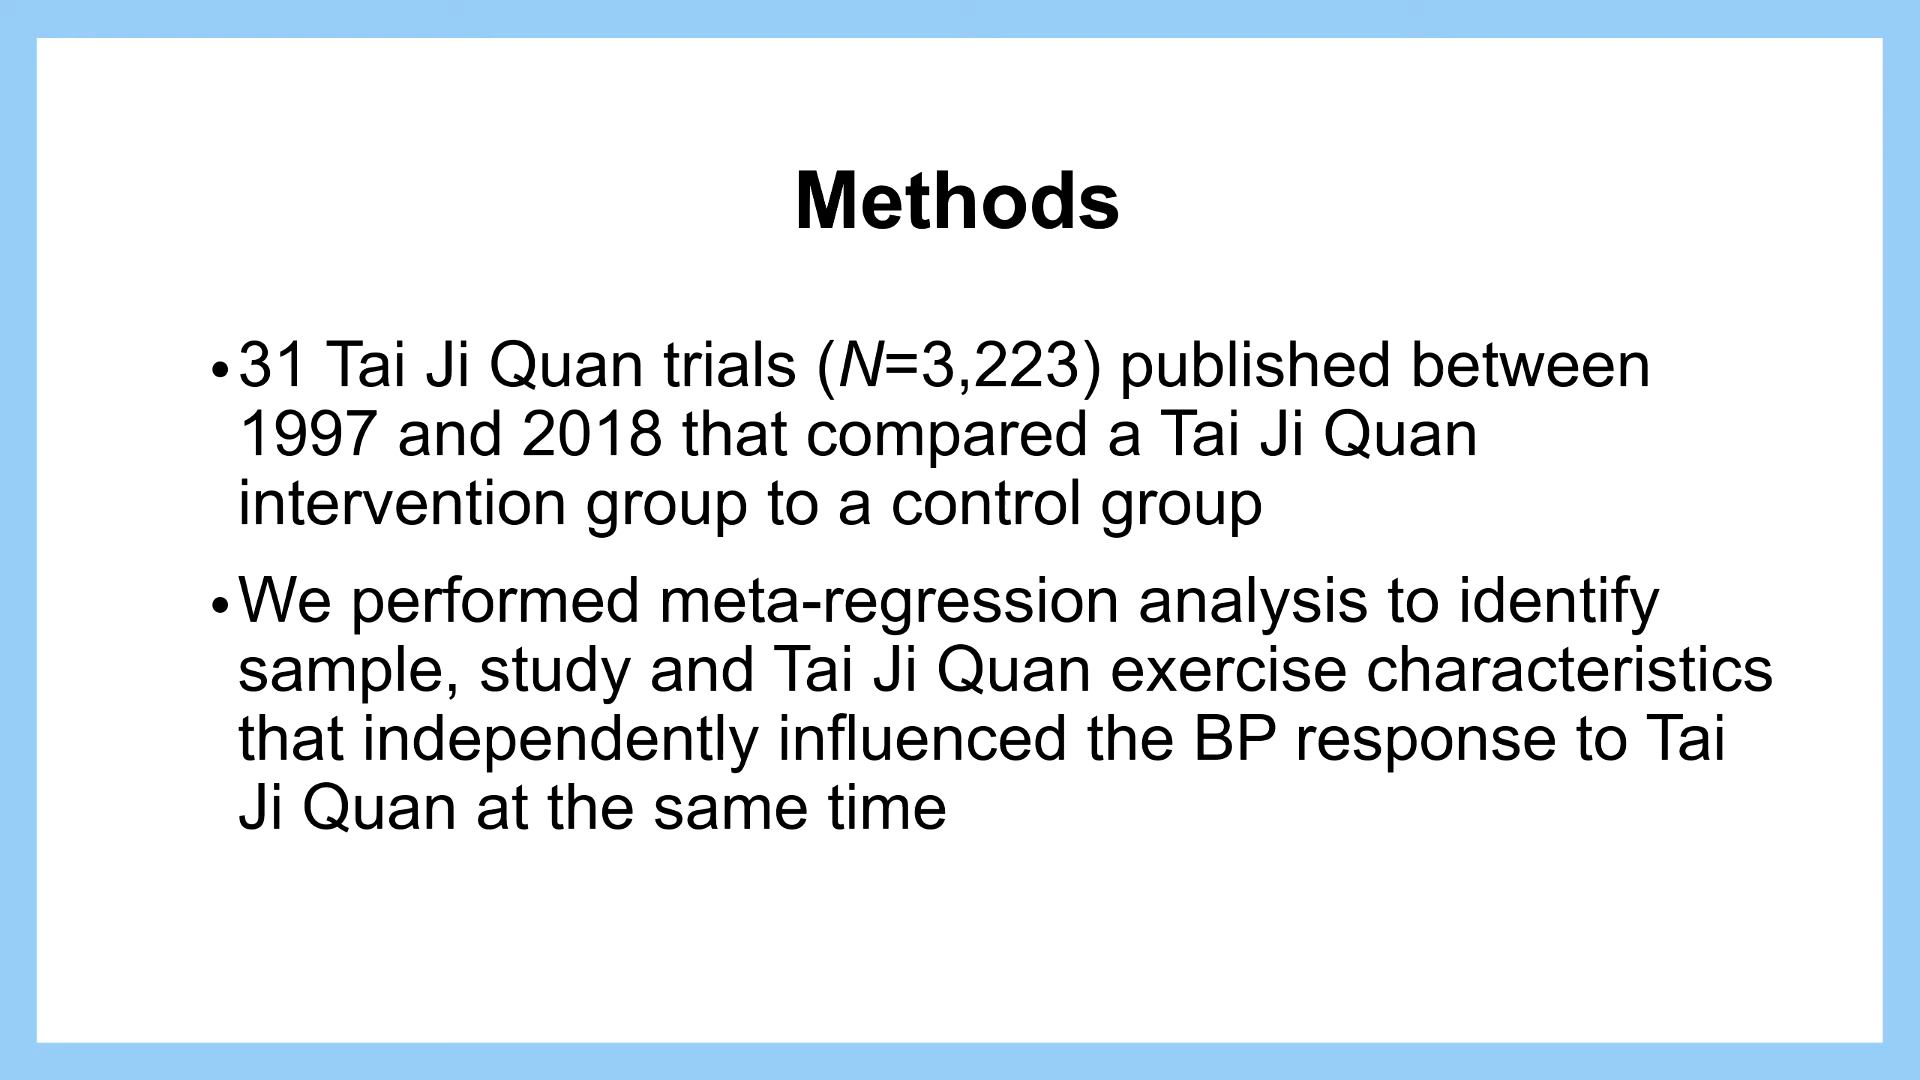 Methods
• 31 Tai Ji Quan trials (N=3,223) published between
1997 and 2018 that compared a Tai Ji Quan
intervention group to a control group
• We performed meta-regression analysis to identify
sample, study and Tai Ji Quan exercise characteristics
that independently influenced the BP response to Tai
Ji Quan at the same time